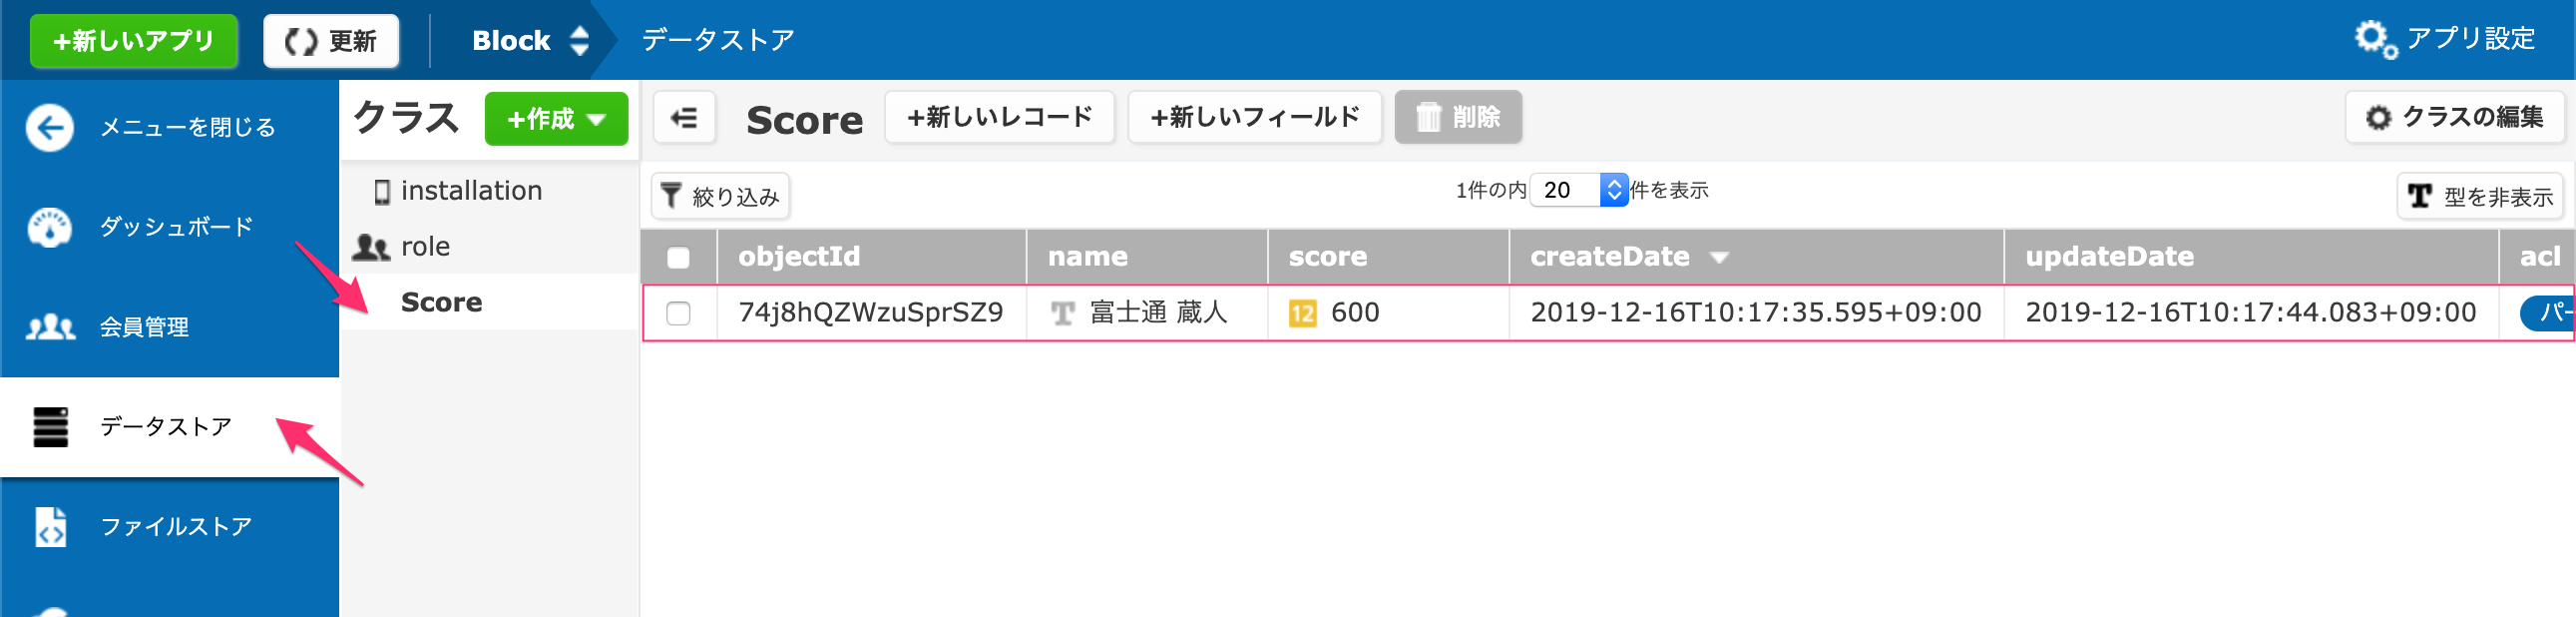 +新しいアプリ 更新 Block データストア アプリ設定
メニューを閉じる
ダッシュボード
会員管理
データストア
ファイルストア
クラス +作成
installation
role
Score
Score +新しいレコード +新しいフィールド 削除 クラスの編集
絞り込み 1件の内 20 件を表示 型を非表示
objectId name score createDate updateDate acl
74j8hQZWzuSprSZ9 T 富士通 蔵人 12 600 2019-12-16T10:17:35.595+09:00 2019-12-16T10:17:44.083+09:00 パー